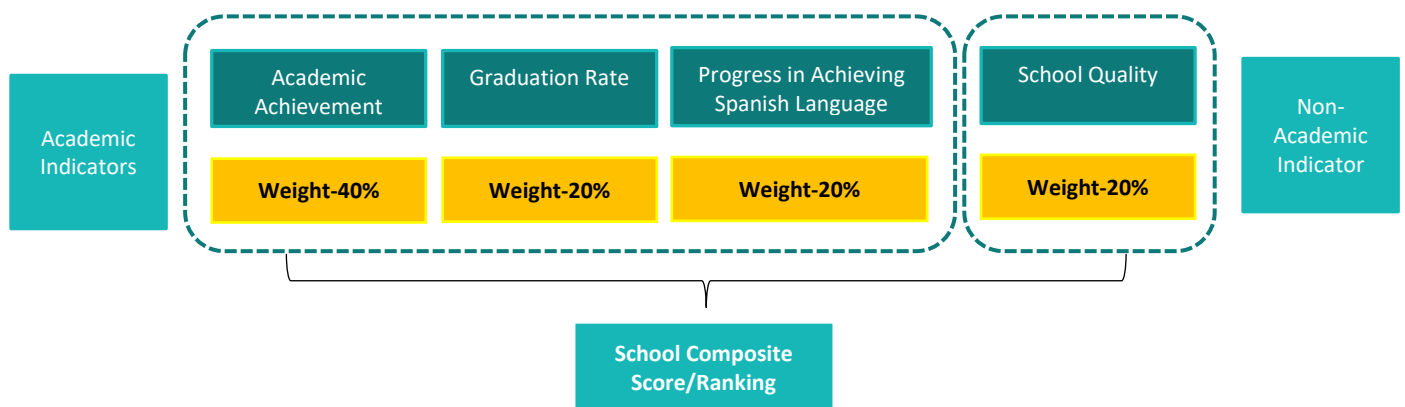 Academic
Indicators
Academic
Achievement
Weight-40%
Graduation Rate
Weight-20%
Progress in Achieving
Spanish Language
Weight-20%
School Quality
Weight-20%
Non-
Academic
Indicator
School Composite
Score/Ranking